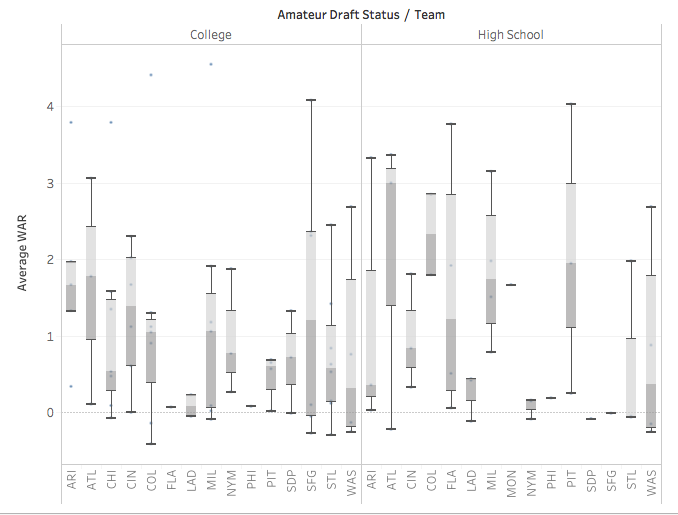 Amateur Draft Status / Team
College
High School
Average WAR
4
3
2
1
0
ARI
ATL
CHI
CIN
COL
FLA
LAD
MIL
NYM
PHI
PIT
SDP
SFG
STL
WAS
ARI
ATL
CIN
COL
FLA
LAD
MIL
MON
NYM
PHI
PIT
SDP
SFG
STL
WAS